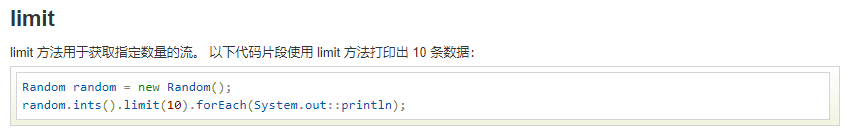 limit
limit 方法用于获取指定数量的流。 以下代码片段使用 limit 方法打印出 10 条数据：
Random random = new Random();
random.ints().limit(10).forEach(System.out::println);